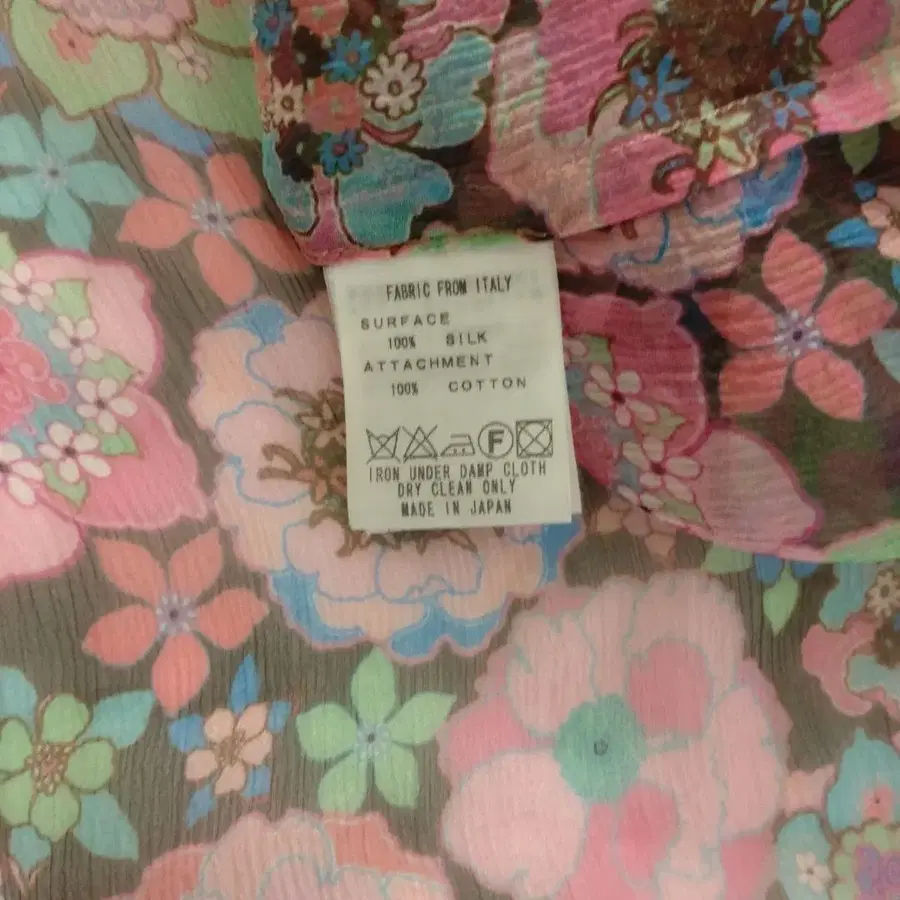 FABRIC FROM ITALY
SURFACE
100% SILK
ATTACHMENT
100% COTTON
F
IRON UNDER DAMP CLOTH
DRY CLEAN ONLY
MADE IN JAPAN